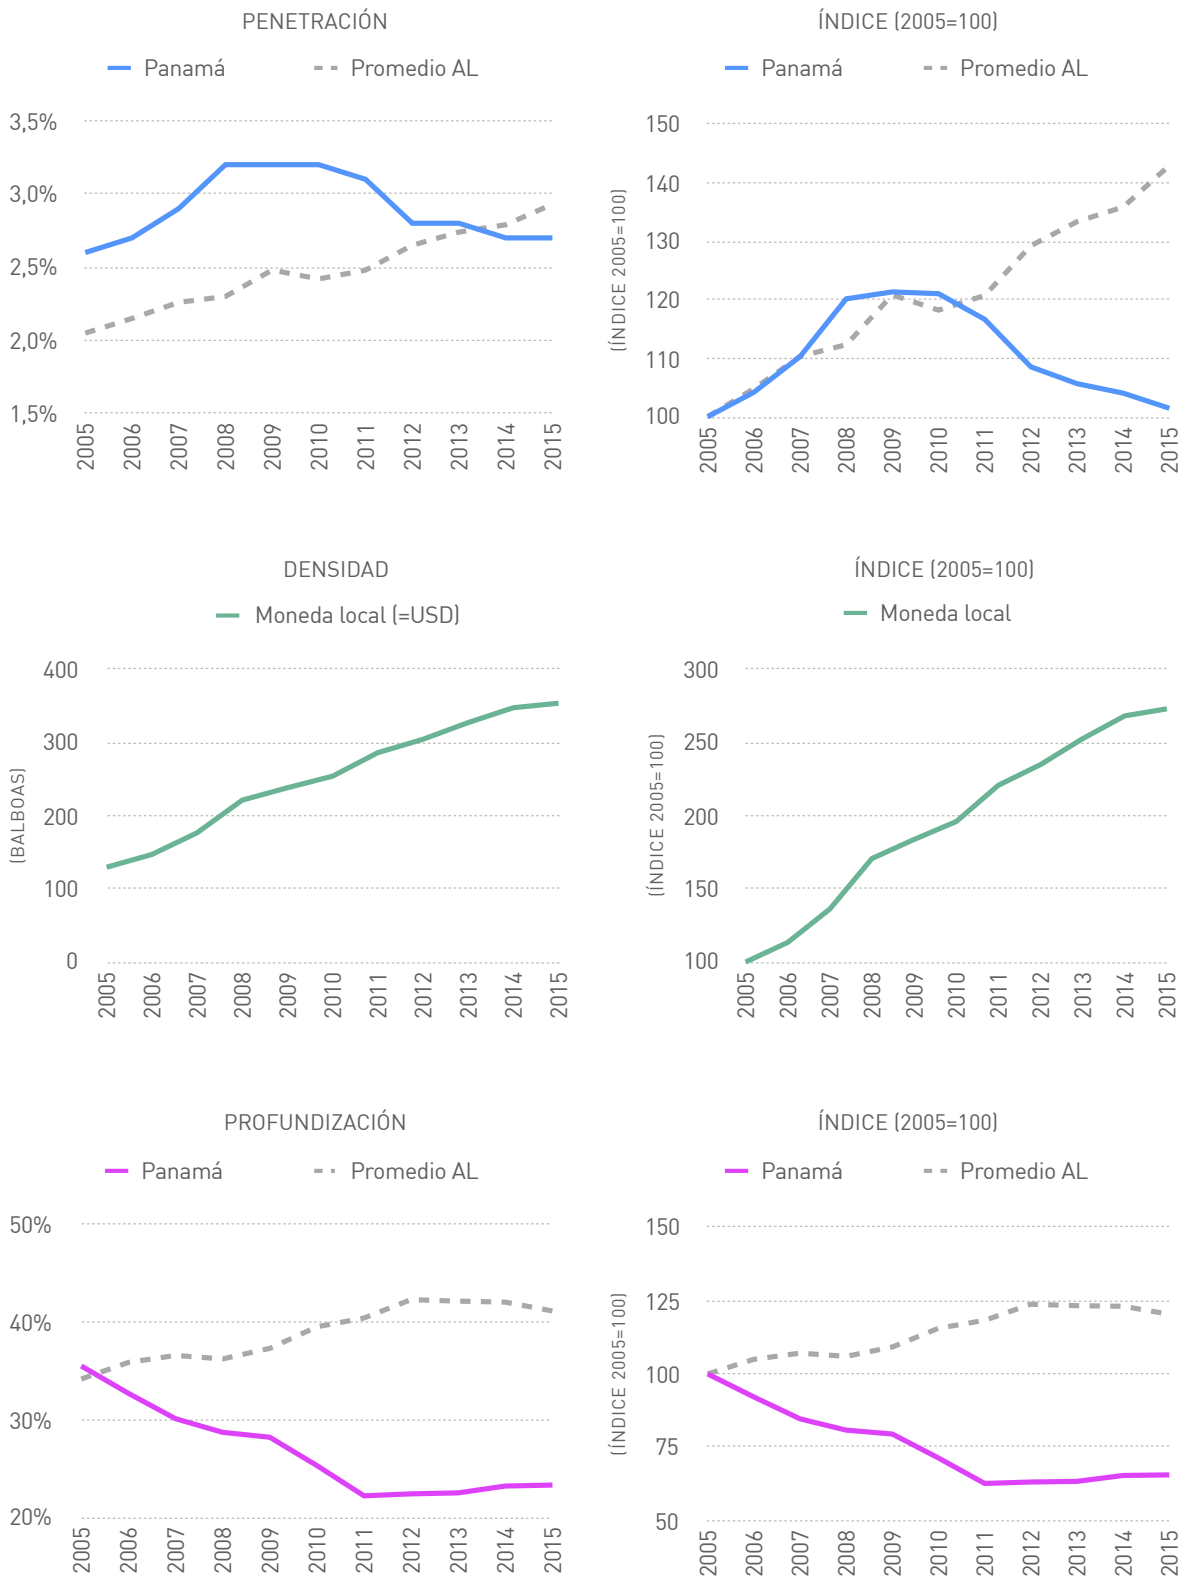 PENETRACIÓN
Panamá Promedio AL
3,5%
3,0%
2,5%
2,0%
1,5%
2005 2006 2007 2008 2009 2010 2011 2012 2013 2014 2015
ÍNDICE (2005=100)
Panamá Promedio AL
(ÍNDICE 2005=100)
150
140
130
120
110
100
2005 2006 2007 2008 2009 2010 2011 2012 2013 2014 2015
DENSIDAD
Moneda local (=USD)
(BALBOAS)
400
300
200
100
0
2005 2006 2007 2008 2009 2010 2011 2012 2013 2014 2015
ÍNDICE (2005=100)
Moneda local
(ÍNDICE 2005=100)
300
250
200
150
100
2005 2006 2007 2008 2009 2010 2011 2012 2013 2014 2015
PROFUNDIZACIÓN
Panamá Promedio AL
50%
40%
30%
20%
2005 2006 2007 2008 2009 2010 2011 2012 2013 2014 2015
ÍNDICE (2005=100)
Panamá Promedio AL
(ÍNDICE 2005=100)
150
125
100
75
50
2005 2006 2007 2008 2009 2010 2011 2012 2013 2014 2015